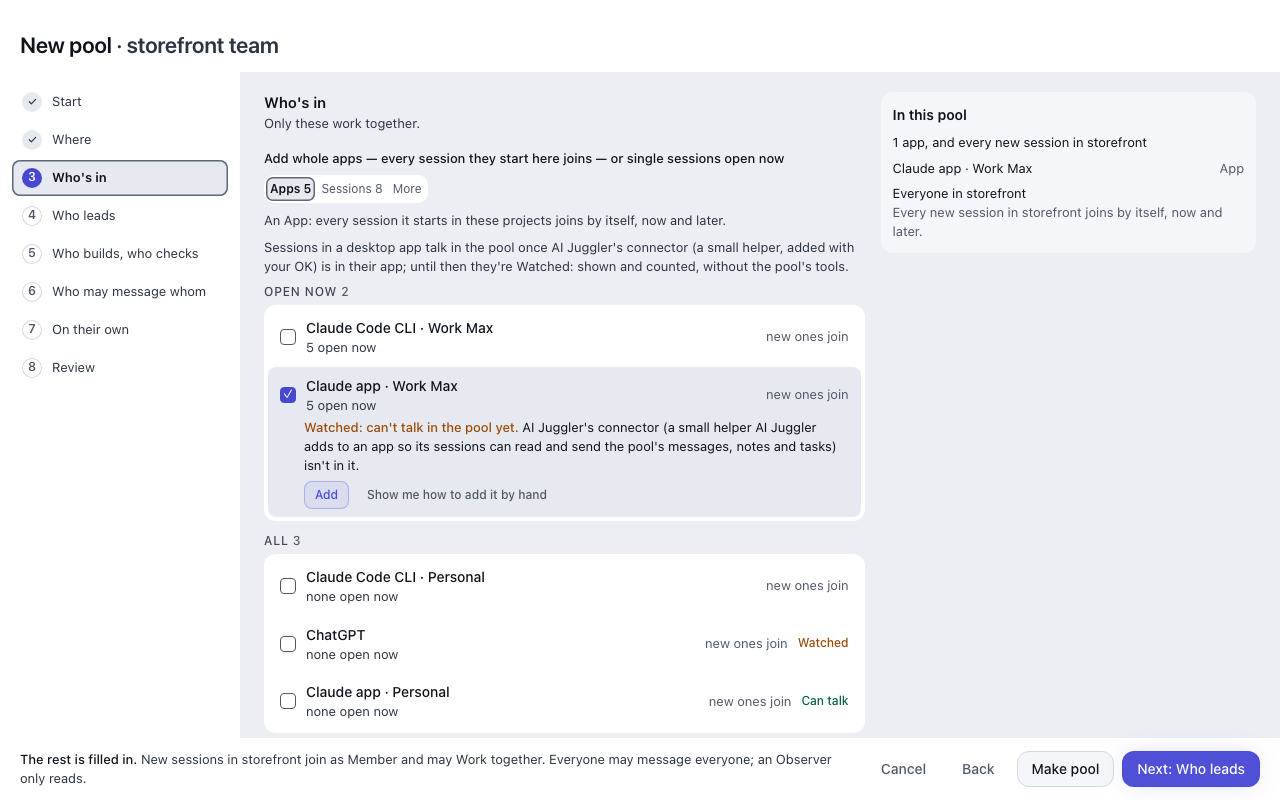 New pool · storefront team
Start
Where
3 Who's in
4 Who leads
5 Who builds, who checks
6 Who may message whom
7 On their own
8 Review
Who's in
Only these work together.
Add whole apps — every session they start here joins — or single sessions open now
Apps 5 Sessions 8 More
An App: every session it starts in these projects joins by itself, now and later.
Sessions in a desktop app talk in the pool once AI Juggler's connector (a small helper, added with
your OK) is in their app; until then they're Watched: shown and counted, without the pool's tools.
OPEN NOW 2
Claude Code CLI · Work Max
5 open now
new ones join
Claude app · Work Max
5 open now
new ones join
Watched: can't talk in the pool yet. AI Juggler's connector (a small helper AI Juggler
adds to an app so its sessions can read and send the pool's messages, notes and tasks)
isn't in it.
Add Show me how to add it by hand
ALL 3
Claude Code CLI · Personal
none open now
new ones join
ChatGPT
none open now
new ones join Watched
Claude app · Personal
none open now
new ones join Can talk
In this pool
1 app, and every new session in storefront
Claude app · Work Max App
Everyone in storefront
Every new session in storefront joins by itself, now and
later.
The rest is filled in. New sessions in storefront join as Member and may Work together. Everyone may message everyone; an Observer
only reads.
Cancel Back Make pool Next: Who leads